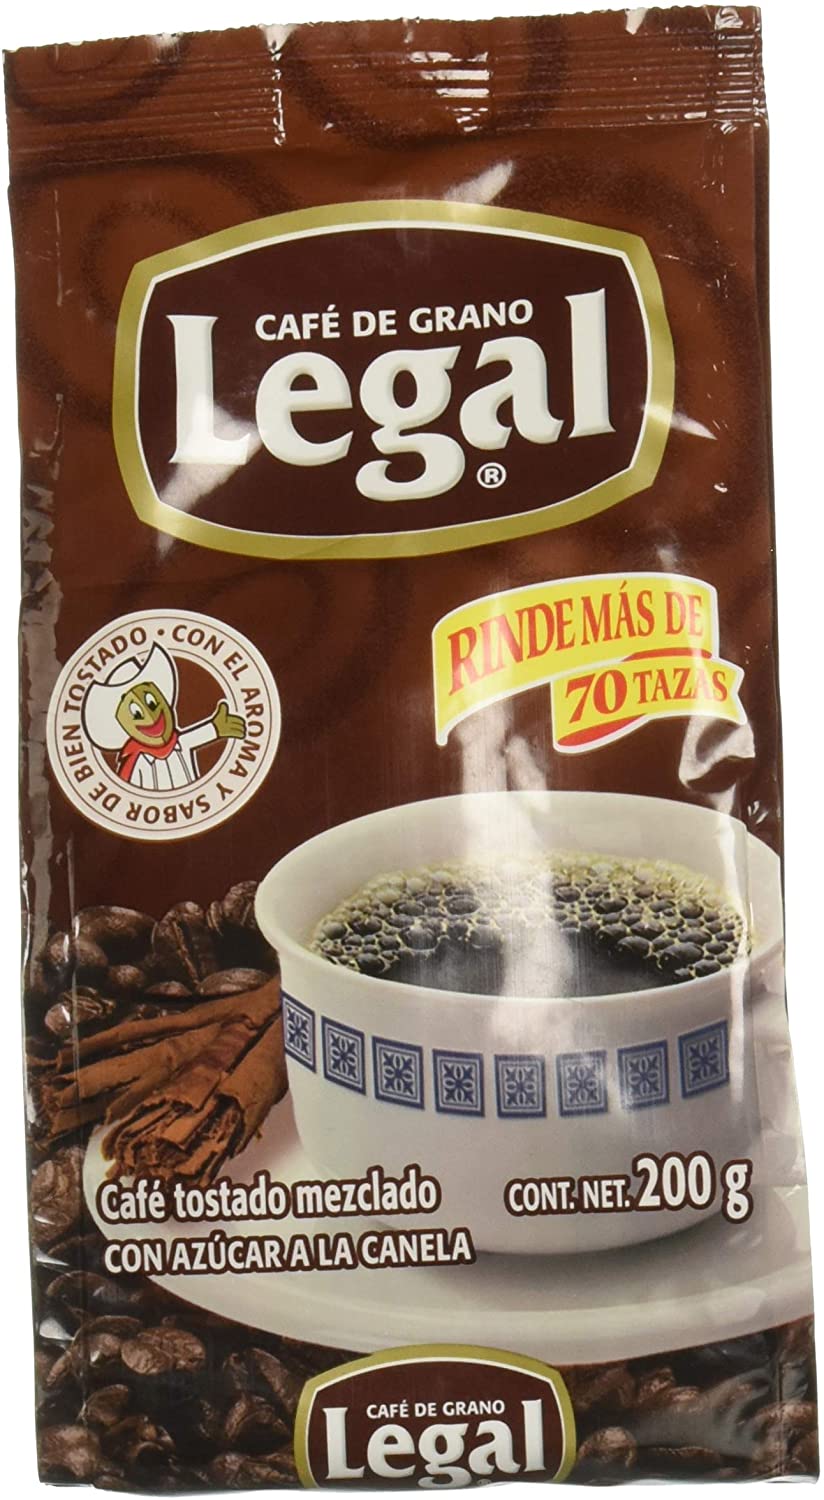 CAFÉ DE GRANO
Legal®
RINDE MÁS DE
70 TAZAS
DE BIEN TOSTADO • CON EL AROMA Y SABOR
Café tostado mezclado
CON AZÚCAR A LA CANELA
CONT. NET. 200 g
CAFÉ DE GRANO
Legal®